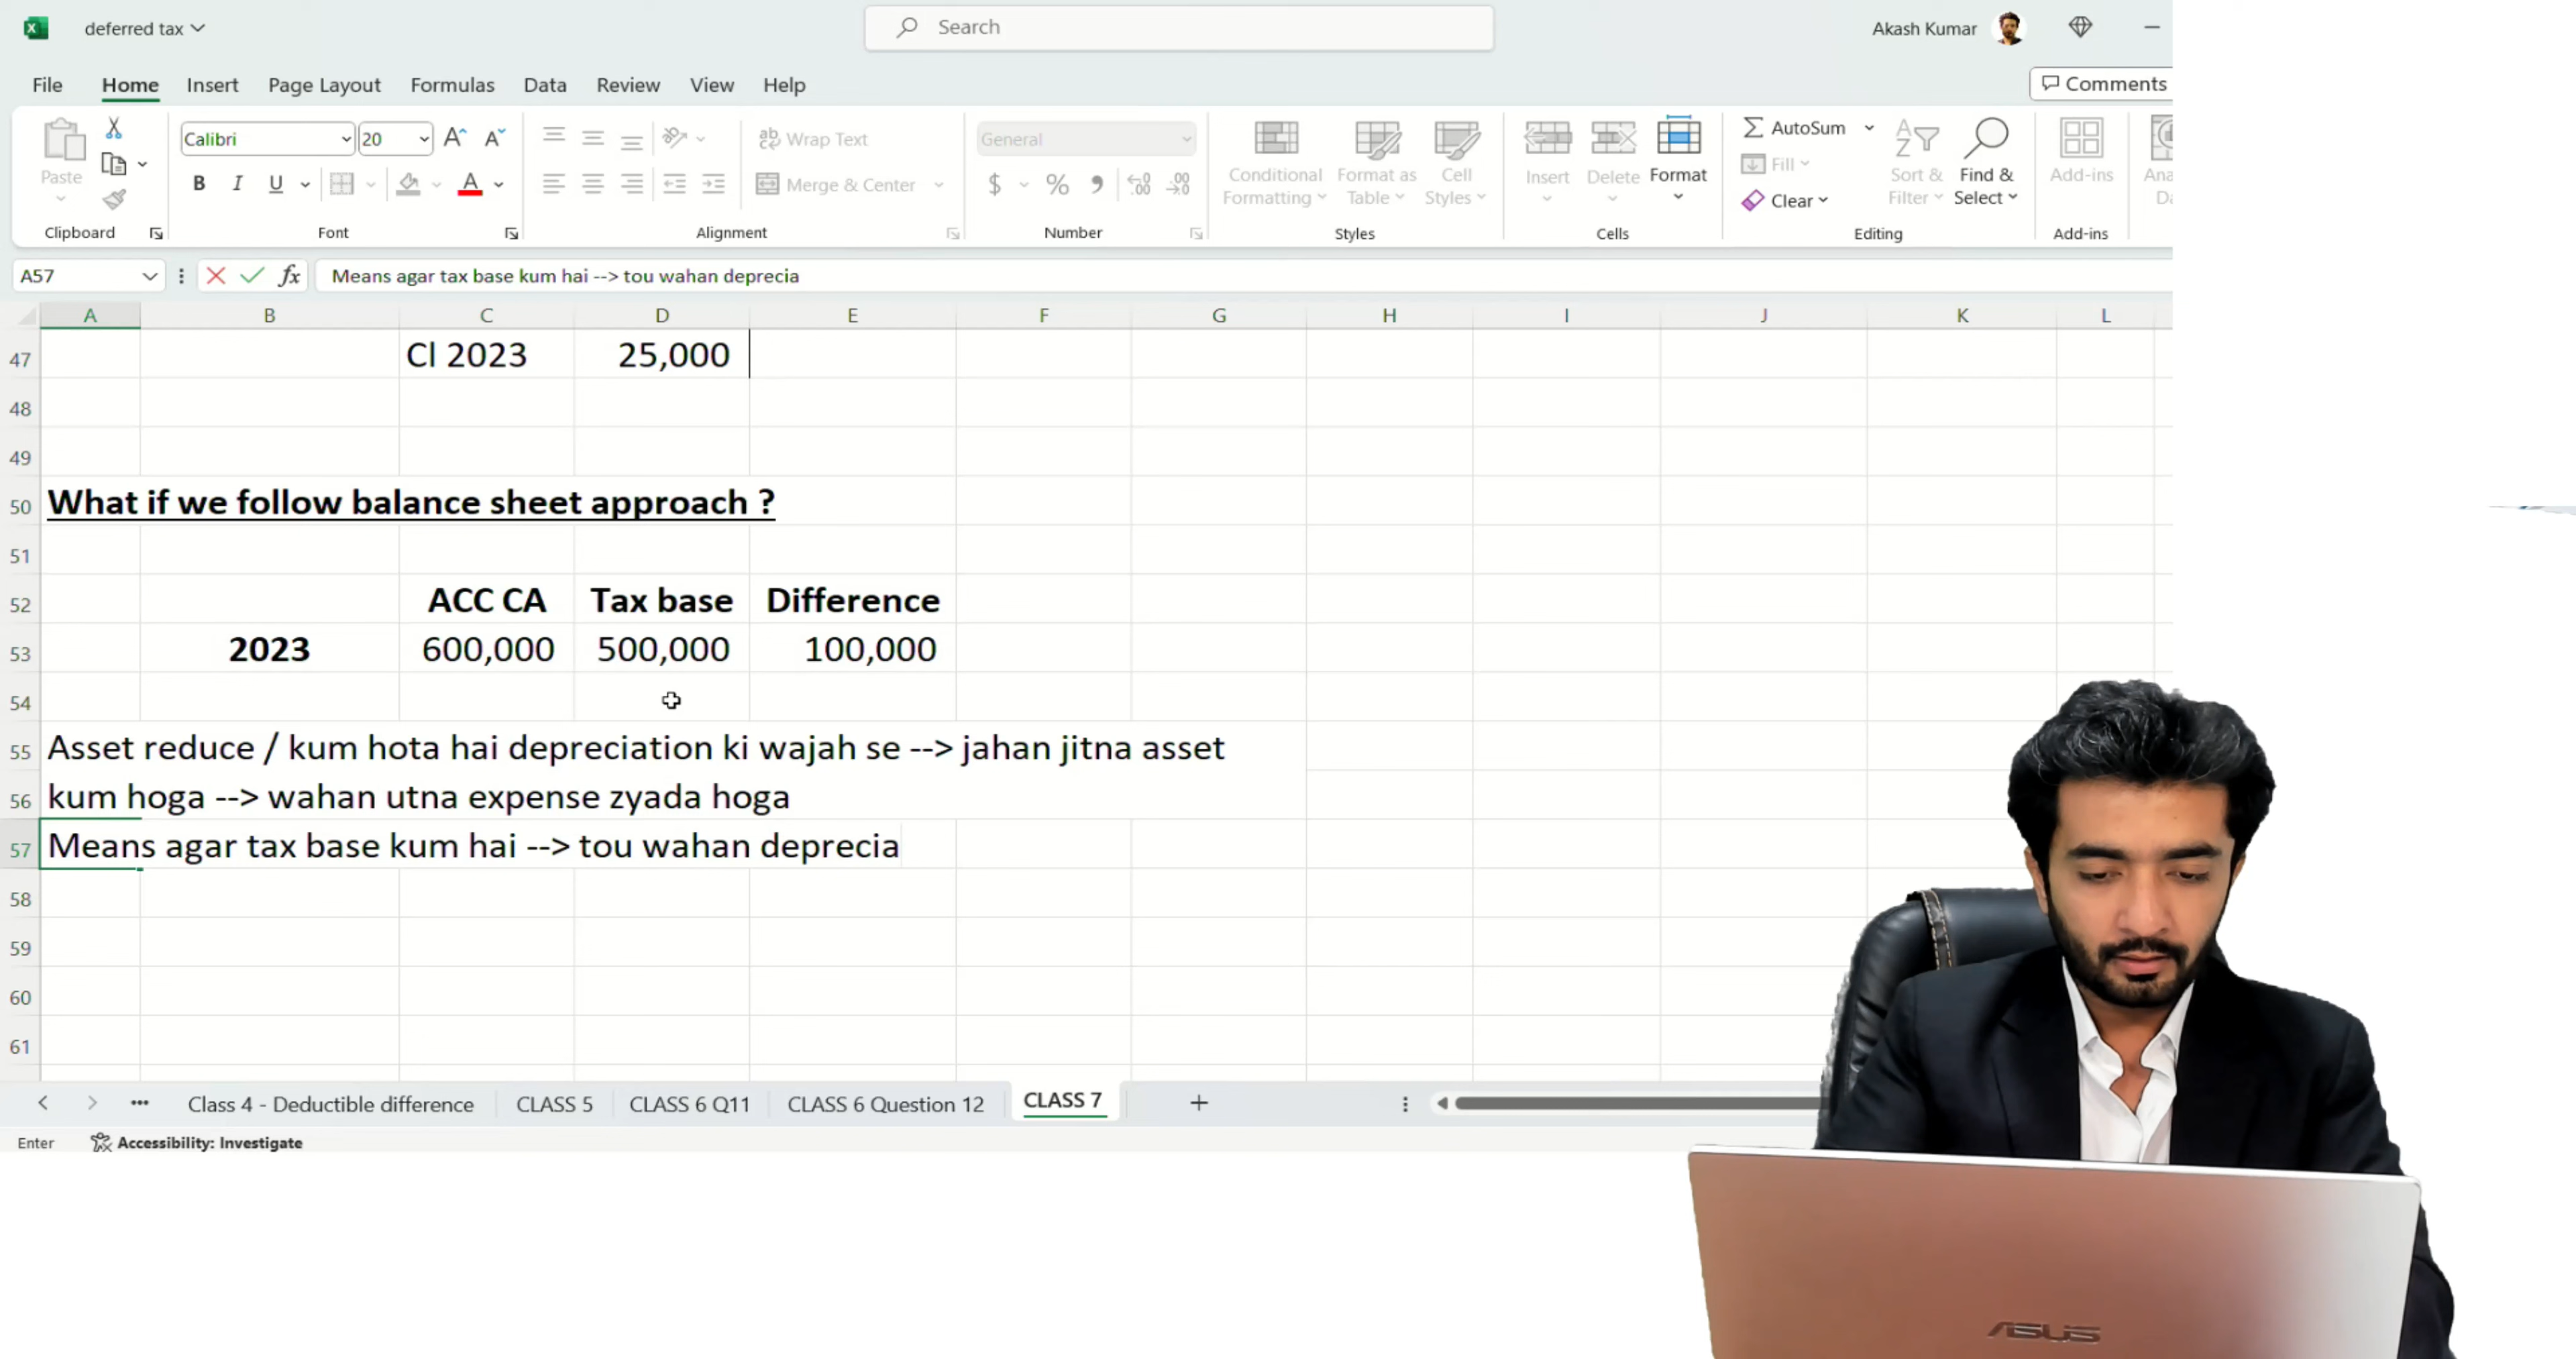 deferred tax
Search
Akash Kumar
File Home Insert Page Layout Formulas Data Review View Help
Comments
Paste
Calibri 20
Wrap Text
General
B I U A
Merge & Center
$ % ,
Conditional Formatting
Format as Table
Cell Styles
Insert Delete Format
AutoSum
Fill
Clear
Sort & Filter
Find & Select
Add-ins
Clipboard Font Alignment Number Styles Cells Editing Add-ins
A57 fx Means agar tax base kum hai --> tou wahan deprecia
A B C D E F G H I J K L
47 Cl 2023 25,000
48
49
50 What if we follow balance sheet approach ?
51
52 ACC CA Tax base Difference
53 2023 600,000 500,000 100,000
54
55 Asset reduce / kum hota hai depreciation ki wajah se --> jahan jitna asset
56 kum hoga --> wahan utna expense zyada hoga
57 Means agar tax base kum hai --> tou wahan deprecia
58
59
60
61
Class 4 - Deductible difference CLASS 5 CLASS 6 Q11 CLASS 6 Question 12 CLASS 7
Enter Accessibility: Investigate
ASUS